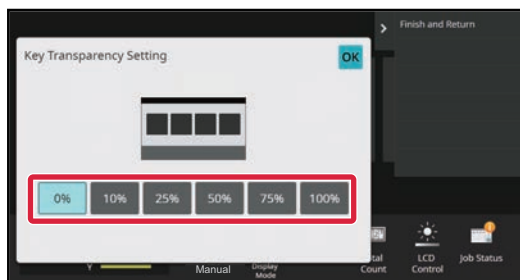 Finish and Return
Key Transparency Setting
OK
0% 10% 25% 50% 75% 100%
Y
Manual
Display
Mode
Count
LCD
Control
Job Status